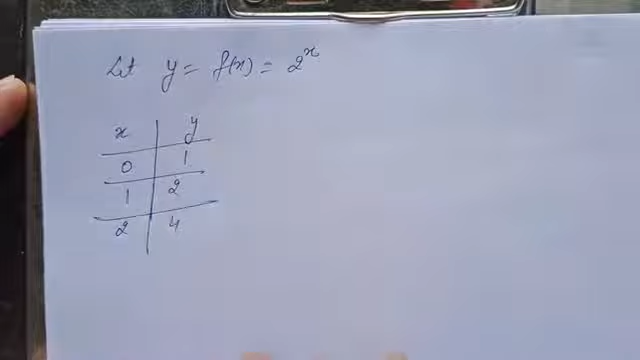 Let y = f(x) = 2^x
x | y
0 | 1
1 | 2
2 | 4